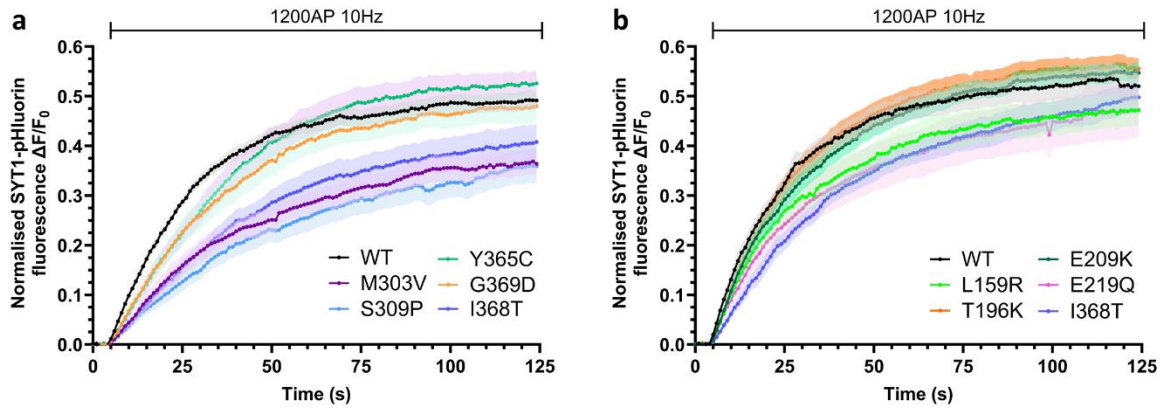 a
1200AP 10Hz
Normalised SYT1-pHluorin
fluorescence ΔF/F0
0.6
0.5
0.4
0.3
0.2
0.1
0.0
WT
M303V
S309P
Y365C
G369D
I368T
0 25 50 75 100 125
Time (s)
b
1200AP 10Hz
Normalised SYT1-pHluorin
fluorescence ΔF/F0
0.6
0.5
0.4
0.3
0.2
0.1
0.0
WT
L159R
T196K
E209K
E219Q
I368T
0 25 50 75 100 125
Time (s)